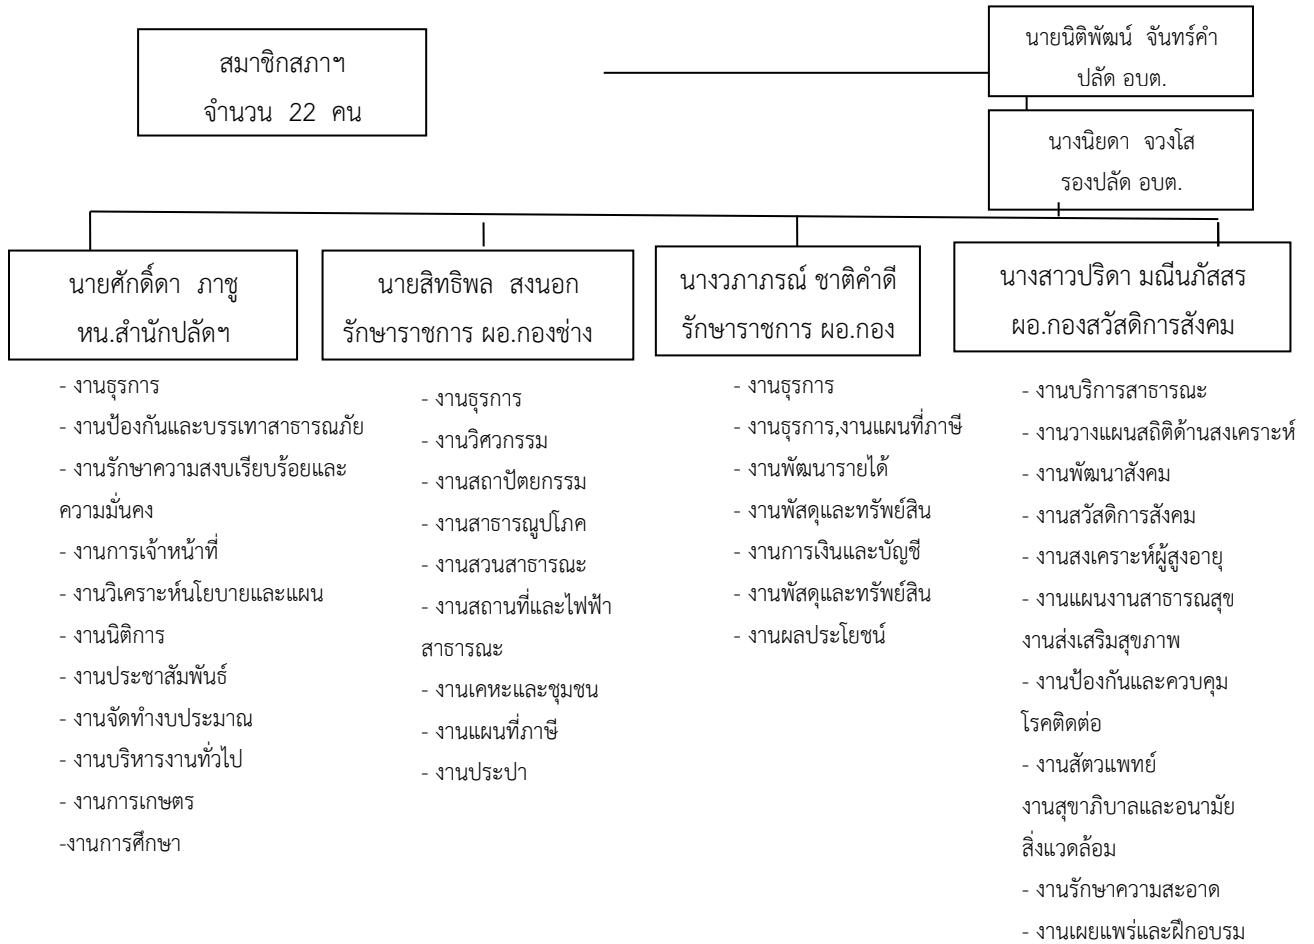 สมาชิกสภาฯ
จำนวน 22 คน
นายนิติพัฒน์ จันทร์คำ
ปลัด อบต.
นางนิยดา จวงโส
รองปลัด อบต.
นายศักดิ์ดา ภาชู
หน.สำนักปลัดฯ
- งานธุรการ
- งานป้องกันและบรรเทาสาธารณภัย
- งานรักษาความสงบเรียบร้อยและ
ความมั่นคง
- งานการเจ้าหน้าที่
- งานวิเคราะห์นโยบายและแผน
- งานนิติการ
- งานประชาสัมพันธ์
- งานจัดทำงบประมาณ
- งานบริหารงานทั่วไป
- งานการเกษตร
-งานการศึกษา
นายสิทธิพล สงนอก
รักษาราชการ ผอ.กองช่าง
- งานธุรการ
- งานวิศวกรรม
- งานสถาปัตยกรรม
- งานสาธารณูปโภค
- งานสวนสาธารณะ
- งานสถานที่และไฟฟ้า
สาธารณะ
- งานเคหะและชุมชน
- งานแผนที่ภาษี
- งานประปา
นางวภาภรณ์ ชาติคำดี
รักษาราชการ ผอ.กอง
- งานธุรการ
- งานธุรการ,งานแผนที่ภาษี
- งานพัฒนารายได้
- งานพัสดุและทรัพย์สิน
- งานการเงินและบัญชี
- งานพัสดุและทรัพย์สิน
- งานผลประโยชน์
นางสาวปริดา มณีนภัสสร
ผอ.กองสวัสดิการสังคม
- งานบริการสาธารณะ
- งานวางแผนสถิติด้านสงเคราะห์
- งานพัฒนาสังคม
- งานสวัสดิการสังคม
- งานสงเคราะห์ผู้สูงอายุ
- งานแผนงานสาธารณสุข
งานส่งเสริมสุขภาพ
- งานป้องกันและควบคุม
โรคติดต่อ
- งานสัตวแพทย์
งานสุขาภิบาลและอนามัย
สิ่งแวดล้อม
- งานรักษาความสะอาด
- งานเผยแพร่และฝึกอบรม